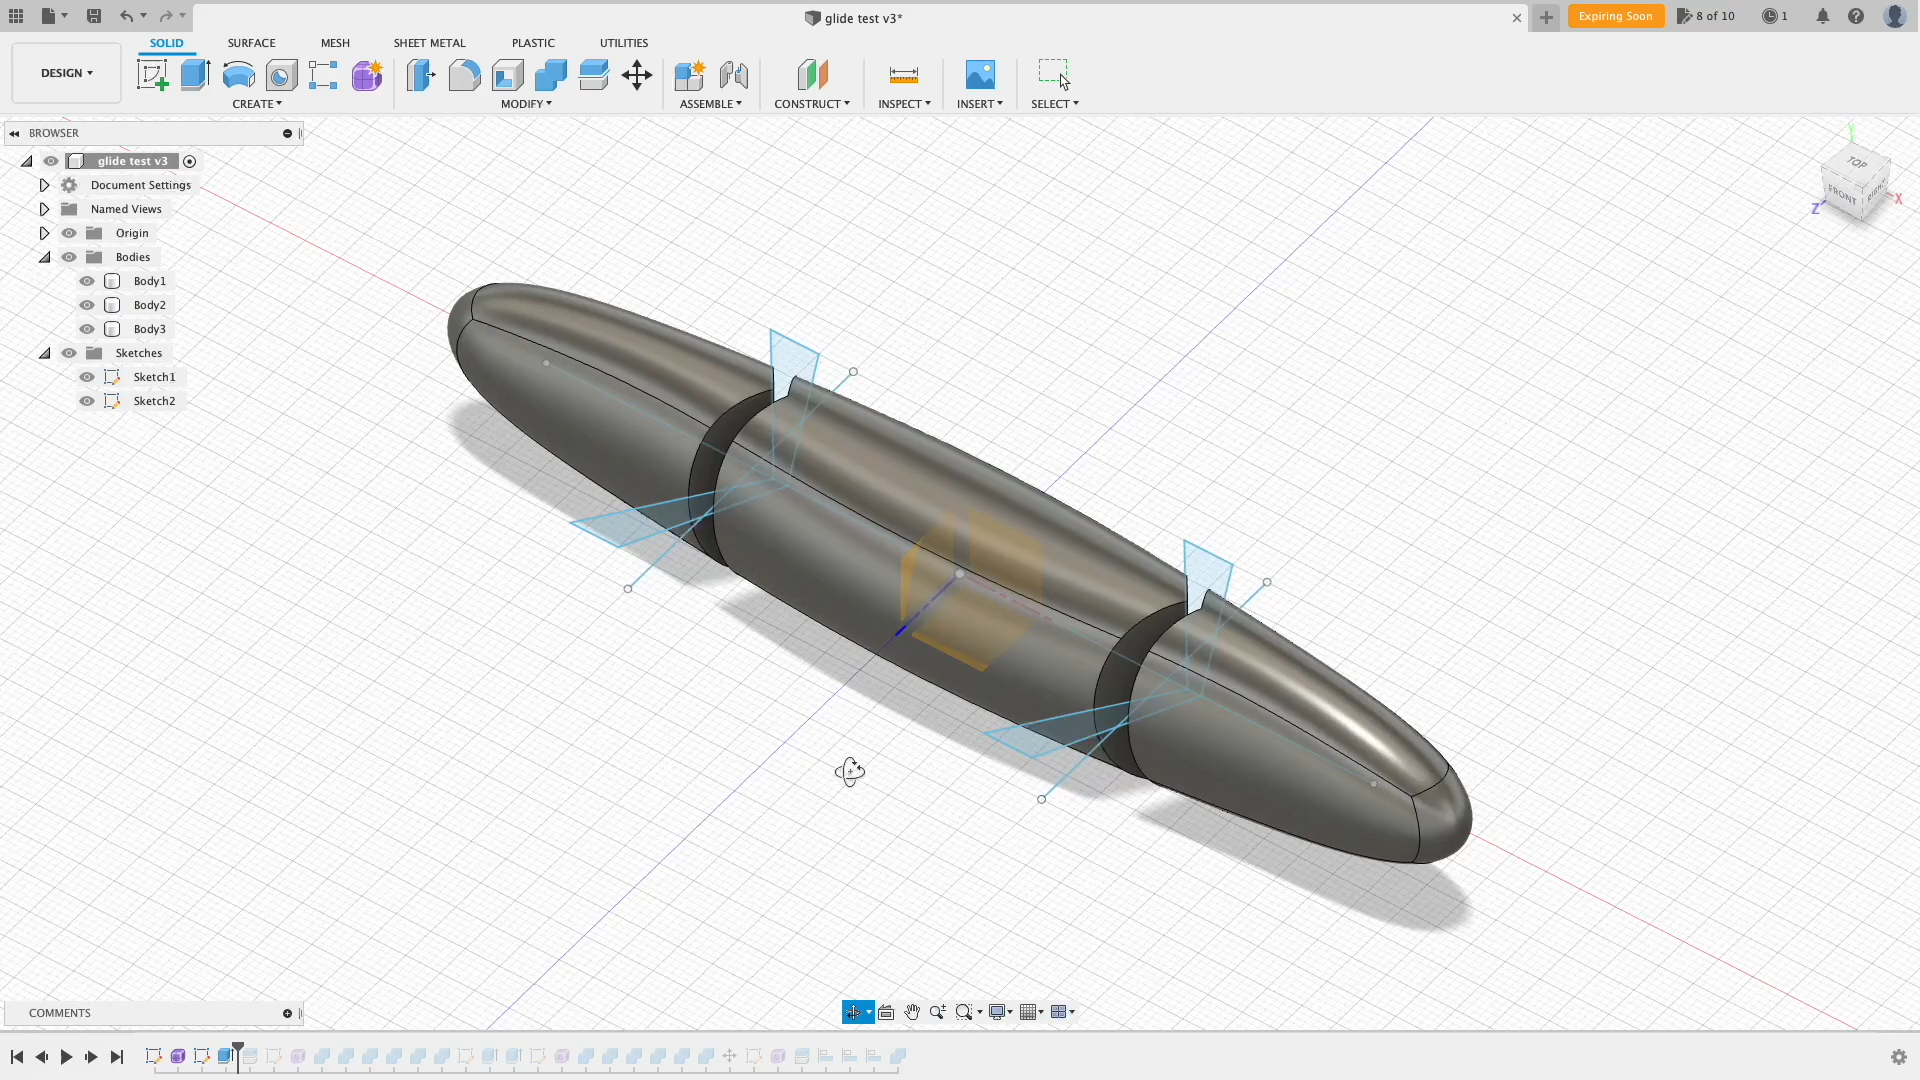 glide test v3*
Expiring Soon
8 of 10
1
SOLID
SURFACE
MESH
SHEET METAL
PLASTIC
UTILITIES
DESIGN
CREATE
MODIFY
ASSEMBLE
CONSTRUCT
INSPECT
INSERT
SELECT
BROWSER
glide test v3
Document Settings
Named Views
Origin
Bodies
Body1
Body2
Body3
Sketches
Sketch1
Sketch2
Y
TOP
FRONT
RIGHT
X
Z
COMMENTS